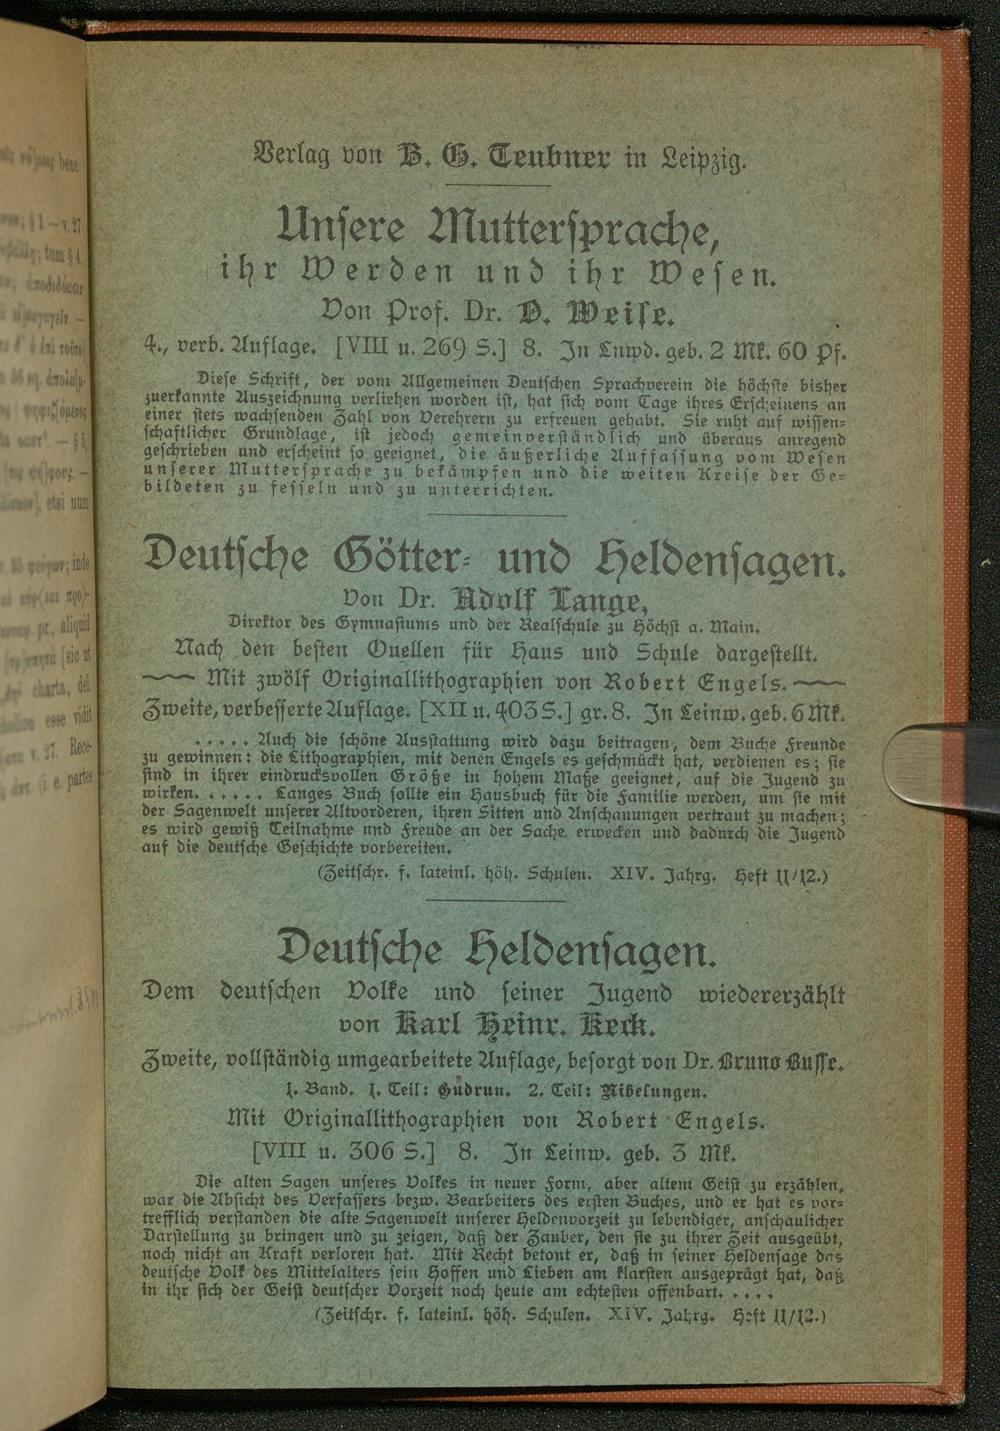 Verlag von B. G. Teubner in Leipzig.
Unsere Muttersprache,
ihr Werden und ihr Wesen.
Von Prof. Dr. O. Weise.
4., verb. Auflage. [VIII u. 269 S.] 8. In Lnwd. geb. 2 Mk. 60 Pf.
Diese Schrift, der vom Allgemeinen Deutschen Sprachverein die höchste bisher
zuerkannte Auszeichnung verliehen worden ist, hat sich vom Tage ihres Erscheinens an
einer stets wachsenden Zahl von Verehrern zu erfreuen gehabt. Sie ruht auf wissen-
schaftlicher Grundlage, ist jedoch gemeinverständlich und überaus anregend
geschrieben und erscheint so geeignet, die äußerliche Auffassung vom Wesen
unserer Muttersprache zu bekämpfen und die weiten Kreise der Ge-
bildeten zu fesseln und zu unterrichten.
Deutsche Götter- und Heldensagen.
Von Dr. Adolf Lange,
Direktor des Gymnasiums und der Realschule zu Höchst a. Main.
Nach den besten Quellen für Haus und Schule dargestellt.
Mit zwölf Originallithographien von Robert Engels.
Zweite, verbesserte Auflage. [XII u. 403 S.] gr. 8. In Leinw. geb. 6 Mk.
..... Auch die schöne Ausstattung wird dazu beitragen, dem Buche Freunde
zu gewinnen: die Lithographien, mit denen Engels es geschmückt hat, verdienen es; sie
sind in ihrer eindrucksvollen Größe in hohem Maße geeignet, auf die Jugend zu
wirken. ..... Langes Buch sollte ein Hausbuch für die Familie werden, um sie mit
der Sagenwelt unserer Altvorderen, ihren Sitten und Anschauungen vertraut zu machen;
es wird gewiß Teilnahme und Freude an der Sache erwecken und dadurch die Jugend
auf die deutsche Geschichte vorbereiten.
(Zeitschr. f. lateinl. höh. Schulen. XIV. Jahrg. Heft 11/12.)
Deutsche Heldensagen.
Dem deutschen Volke und seiner Jugend wiedererzählt
von Karl Heinr. Keck.
Zweite, vollständig umgearbeitete Auflage, besorgt von Dr. Bruno Busse.
1. Band. 1. Teil: Gudrun. 2. Teil: Nibelungen.
Mit Originallithographien von Robert Engels.
[VIII u. 306 S.] 8. In Leinw. geb. 3 Mk.
Die alten Sagen unseres Volkes in neuer Form, aber altem Geist zu erzählen,
war die Absicht des Verfassers bezw. Bearbeiters des ersten Buches, und er hat es vor-
trefflich verstanden die alte Sagenwelt unserer Heldenvorzeit zu lebendiger, anschaulicher
Darstellung zu bringen und zu zeigen, daß der Zauber, den sie zu ihrer Zeit ausgeübt,
noch nicht an Kraft verloren hat. Mit Recht betont er, daß in seiner Heldensage das
deutsche Volk des Mittelalters sein Hoffen und Lieben am klarsten ausgeprägt hat, daß
in ihr sich der Geist deutscher Vorzeit noch heute am echtesten offenbart. ....
(Zeitschr. f. lateinl. höh. Schulen. XIV. Jahrg. Heft 11/12.)